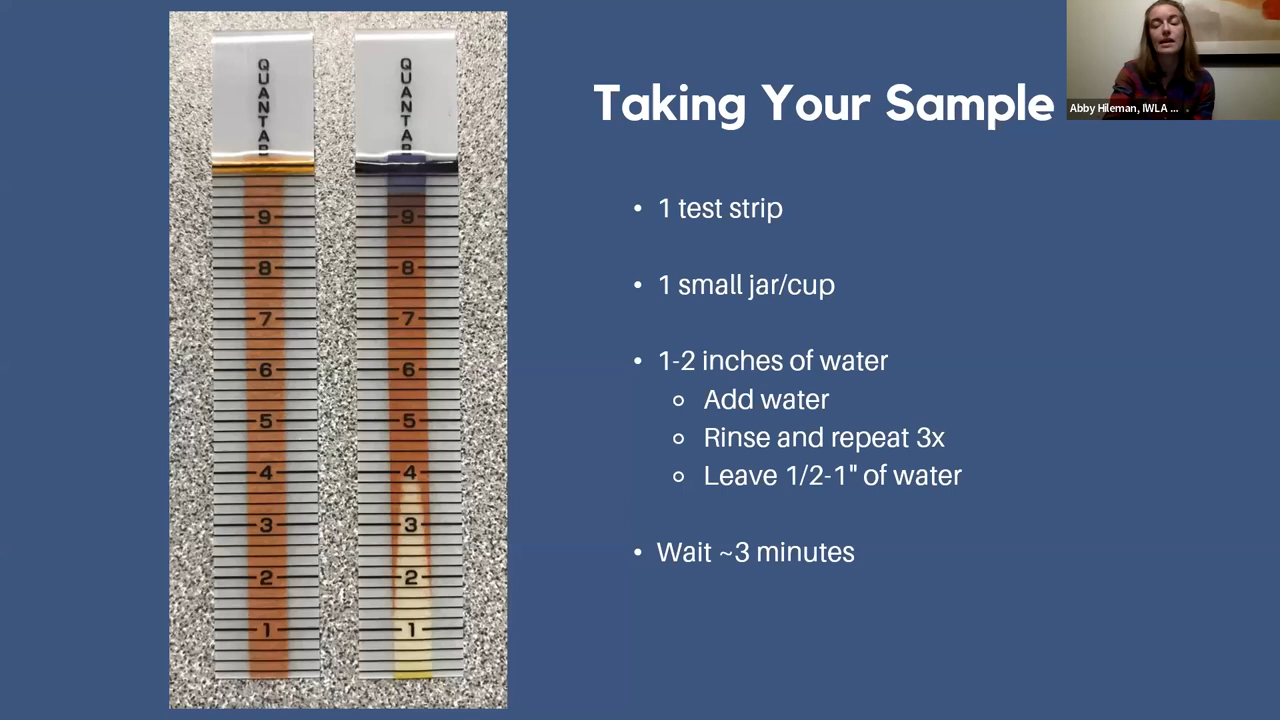 QUANTAB
9
8
7
6
5
4
3
2
1
QUANTAB
9
8
7
6
5
4
3
2
1
Taking Your Sample
• 1 test strip
• 1 small jar/cup
• 1-2 inches of water
Add water
Rinse and repeat 3x
Leave 1/2-1" of water
• Wait ~3 minutes
Abby Hileman, IWLA ...